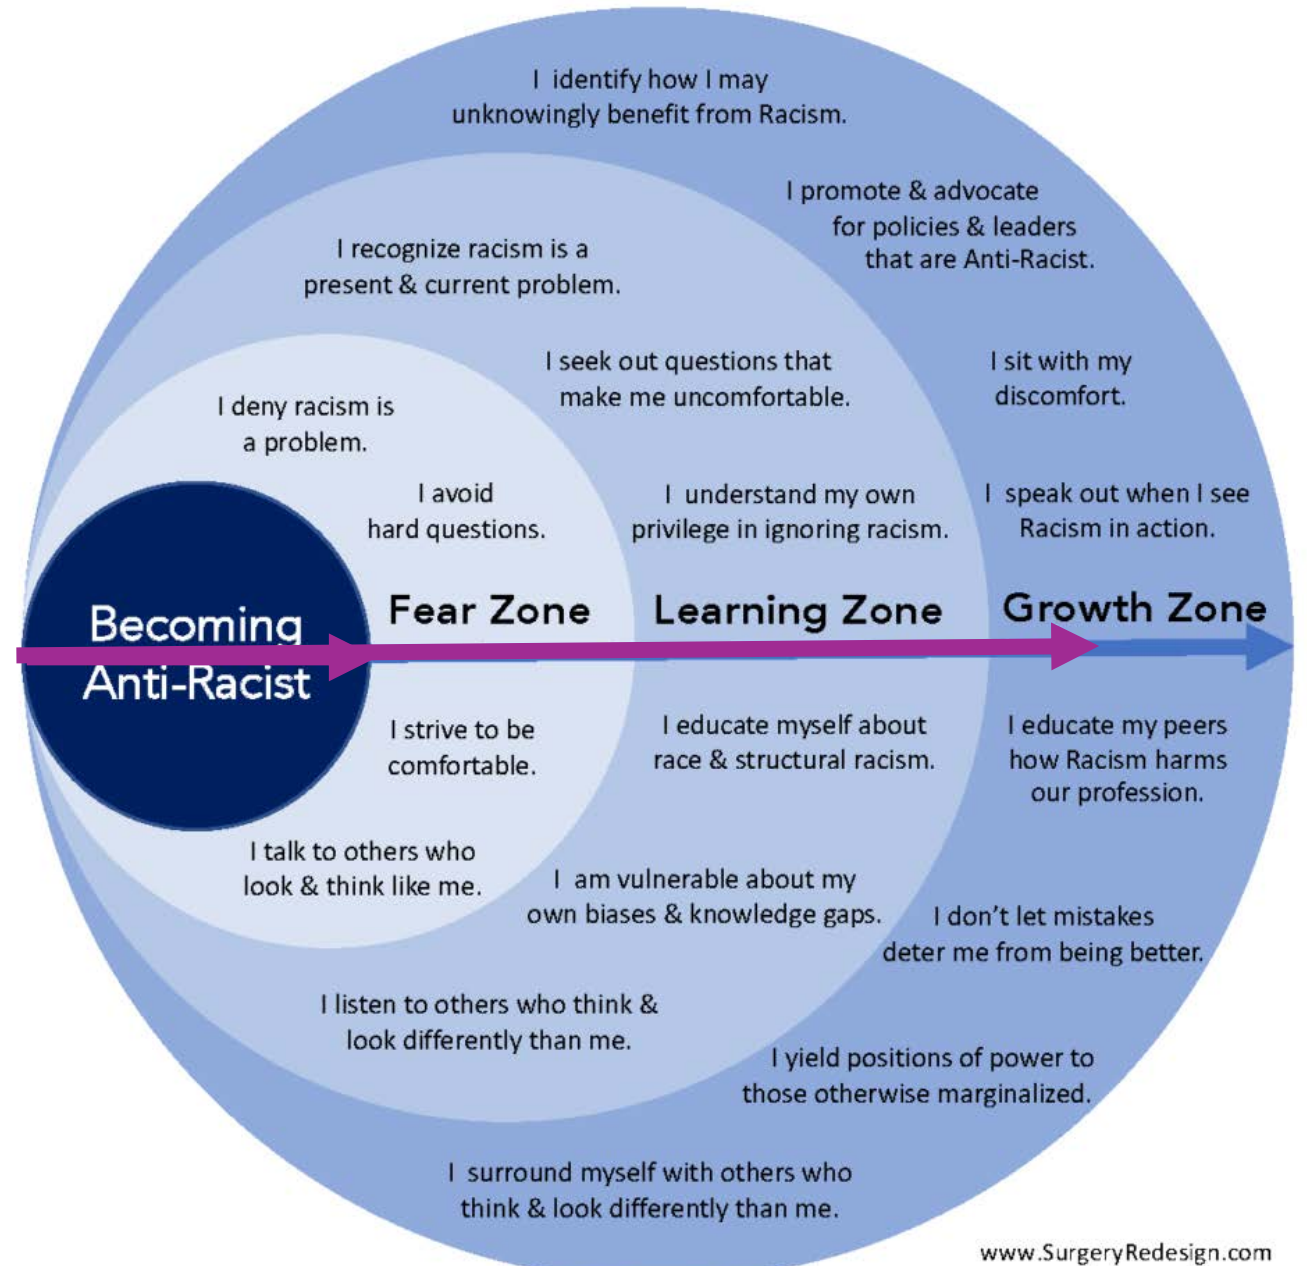 I identify how I may
unknowingly benefit from Racism.
I promote & advocate
for policies & leaders
that are Anti-Racist.
I recognize racism is a
present & current problem.
I seek out questions that
make me uncomfortable.
I sit with my
discomfort.
I deny racism is
a problem.
I avoid
hard questions.
I understand my own
privilege in ignoring racism.
I speak out when I see
Racism in action.
Becoming
Anti-Racist
Fear Zone
Learning Zone
Growth Zone
I strive to be
comfortable.
I educate myself about
race & structural racism.
I educate my peers
how Racism harms
our profession.
I talk to others who
look & think like me.
I am vulnerable about my
own biases & knowledge gaps.
I don't let mistakes
deter me from being better.
I listen to others who think &
look differently than me.
I yield positions of power to
those otherwise marginalized.
I surround myself with others who
think & look differently than me.
www.SurgeryRedesign.com